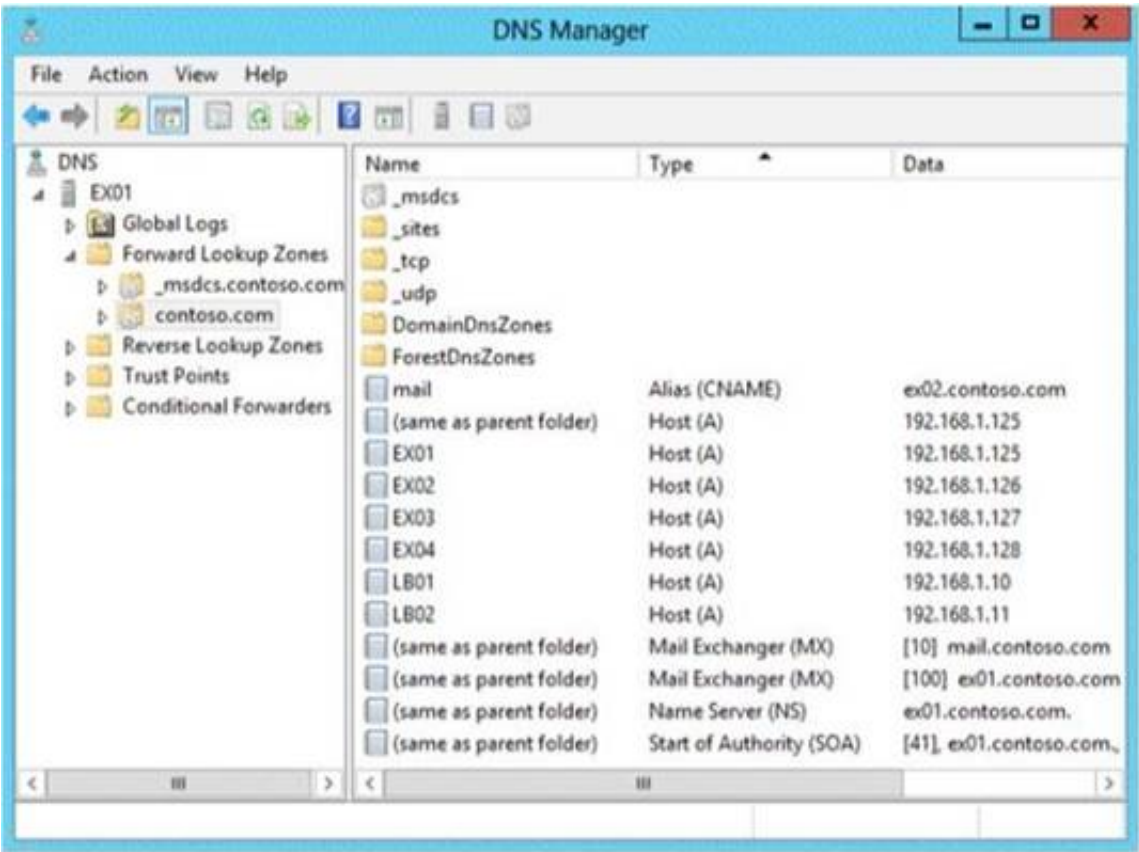 DNS Manager
File Action View Help
DNS
EX01
Global Logs
Forward Lookup Zones
_msdcs.contoso.com
contoso.com
Reverse Lookup Zones
Trust Points
Conditional Forwarders
Name Type Data
_msdcs
_sites
_tcp
_udp
DomainDnsZones
ForestDnsZones
mail Alias (CNAME) ex02.contoso.com
(same as parent folder) Host (A) 192.168.1.125
EX01 Host (A) 192.168.1.125
EX02 Host (A) 192.168.1.126
EX03 Host (A) 192.168.1.127
EX04 Host (A) 192.168.1.128
LB01 Host (A) 192.168.1.10
LB02 Host (A) 192.168.1.11
(same as parent folder) Mail Exchanger (MX) [10] mail.contoso.com
(same as parent folder) Mail Exchanger (MX) [100] ex01.contoso.com
(same as parent folder) Name Server (NS) ex01.contoso.com.
(same as parent folder) Start of Authority (SOA) [41], ex01.contoso.com.,